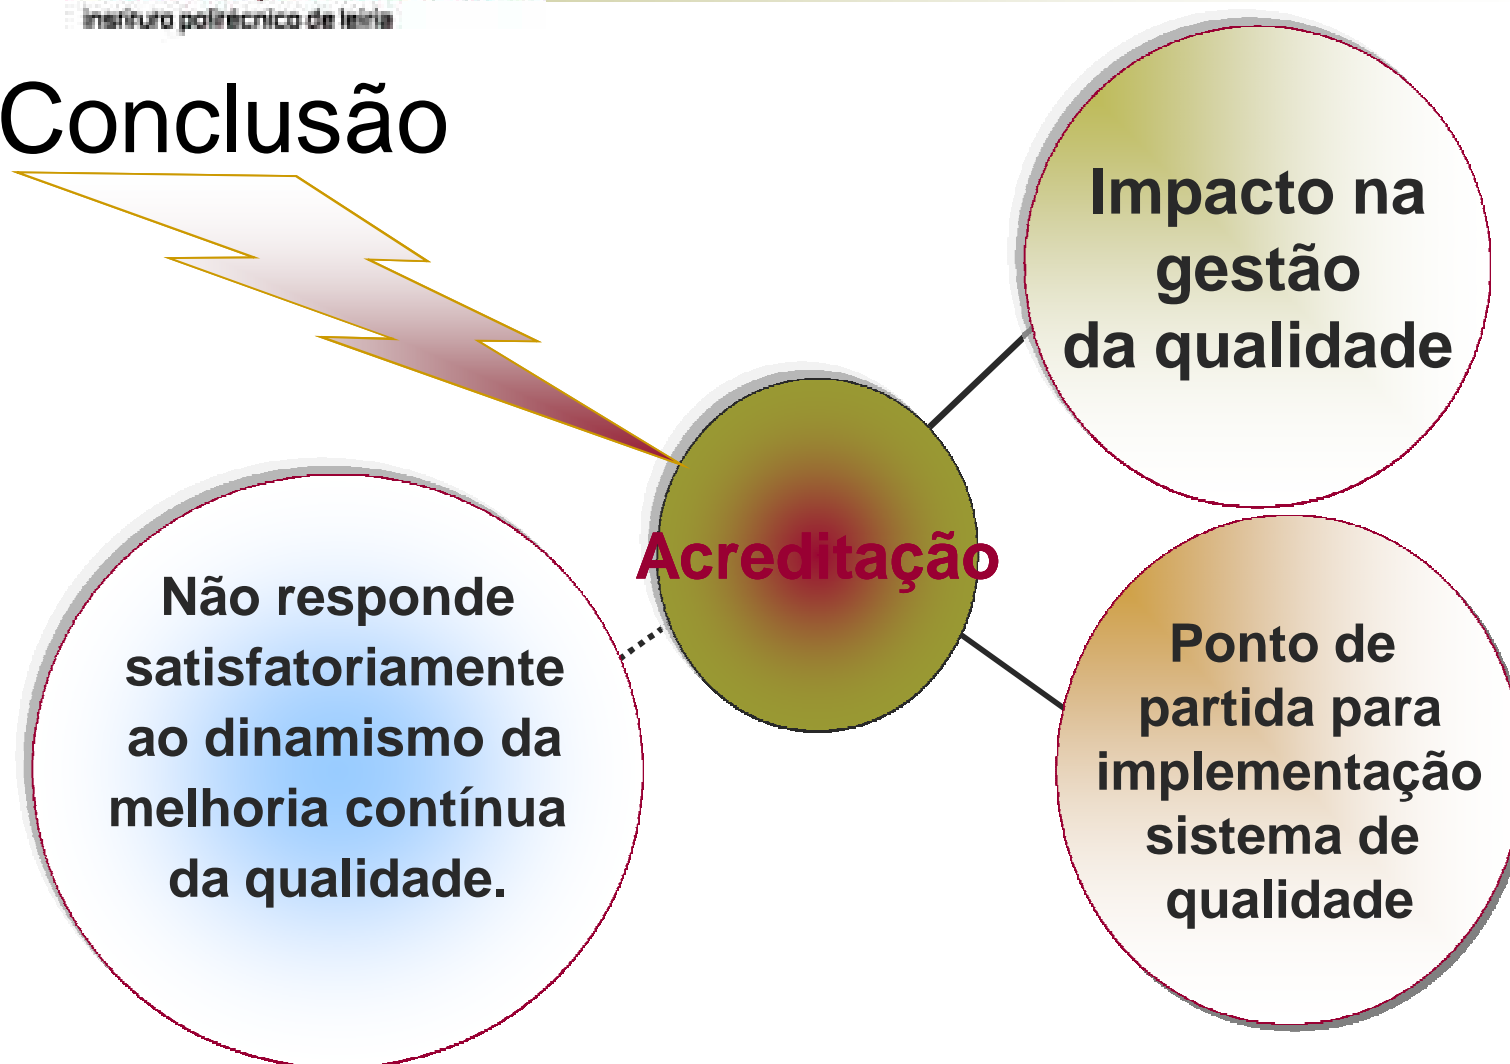 instituto politécnico de leiria
Conclusão
Impacto na
gestão
da qualidade
Acreditação
Não responde
satisfatoriamente
ao dinamismo da
melhoria contínua
da qualidade.
Ponto de
partida para
implementação
sistema de
qualidade